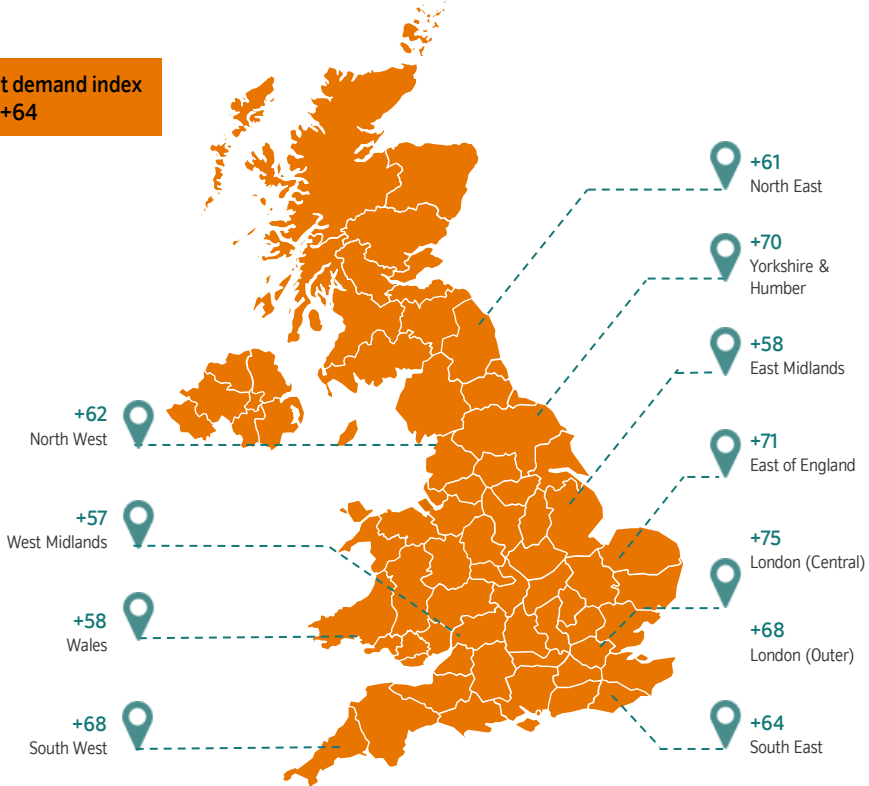 t demand index
+64
+61
North East
+70
Yorkshire &
Humber
+58
East Midlands
+71
East of England
+75
London (Central)
+68
London (Outer)
+64
South East
+62
North West
+57
West Midlands
+58
Wales
+68
South West